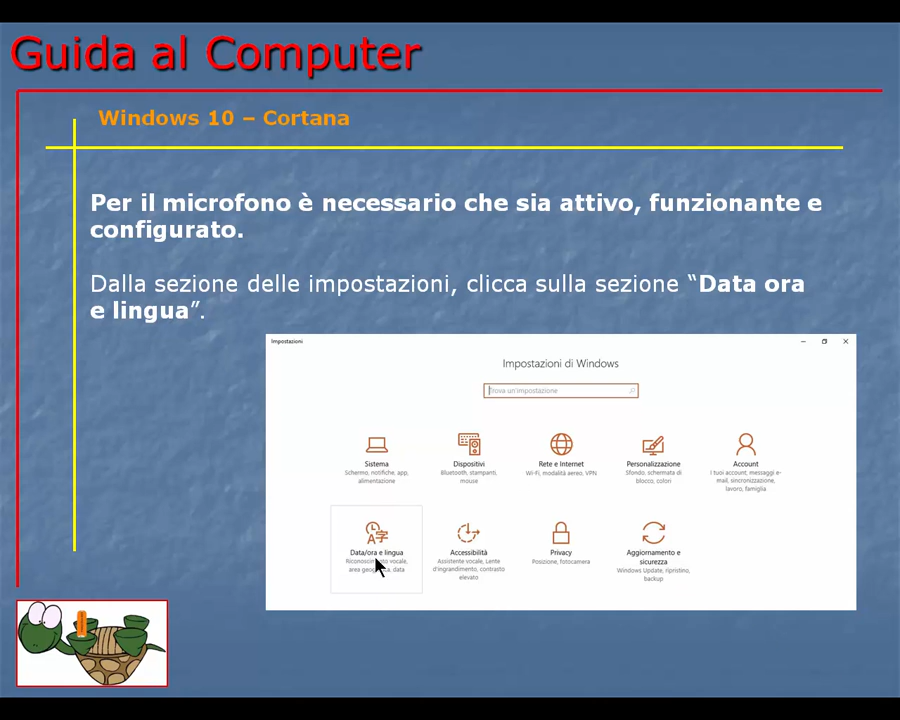 Guida al Computer
Windows 10 – Cortana
Per il microfono è necessario che sia attivo, funzionante e
configurato.
Dalla sezione delle impostazioni, clicca sulla sezione “Data ora
e lingua”.
Impostazioni
Impostazioni di Windows
Trova un'impostazione
Sistema
Schermo, notifiche, app,
alimentazione
Dispositivi
Bluetooth, stampanti,
mouse
Rete e Internet
Wi-Fi, modalità aereo, VPN
Personalizzazione
Sfondo, schermata di
blocco, colori
Account
I tuoi account, messaggi e-
mail, sincronizzazione,
lavoro, famiglia
Data/ora e lingua
vocale,
data
Accessibilità
Assistente vocale, Lente
d'ingrandimento, contrasto
elevato
Privacy
Posizione, fotocamera
Aggiornamento e
sicurezza
Windows Update, ripristino,
backup